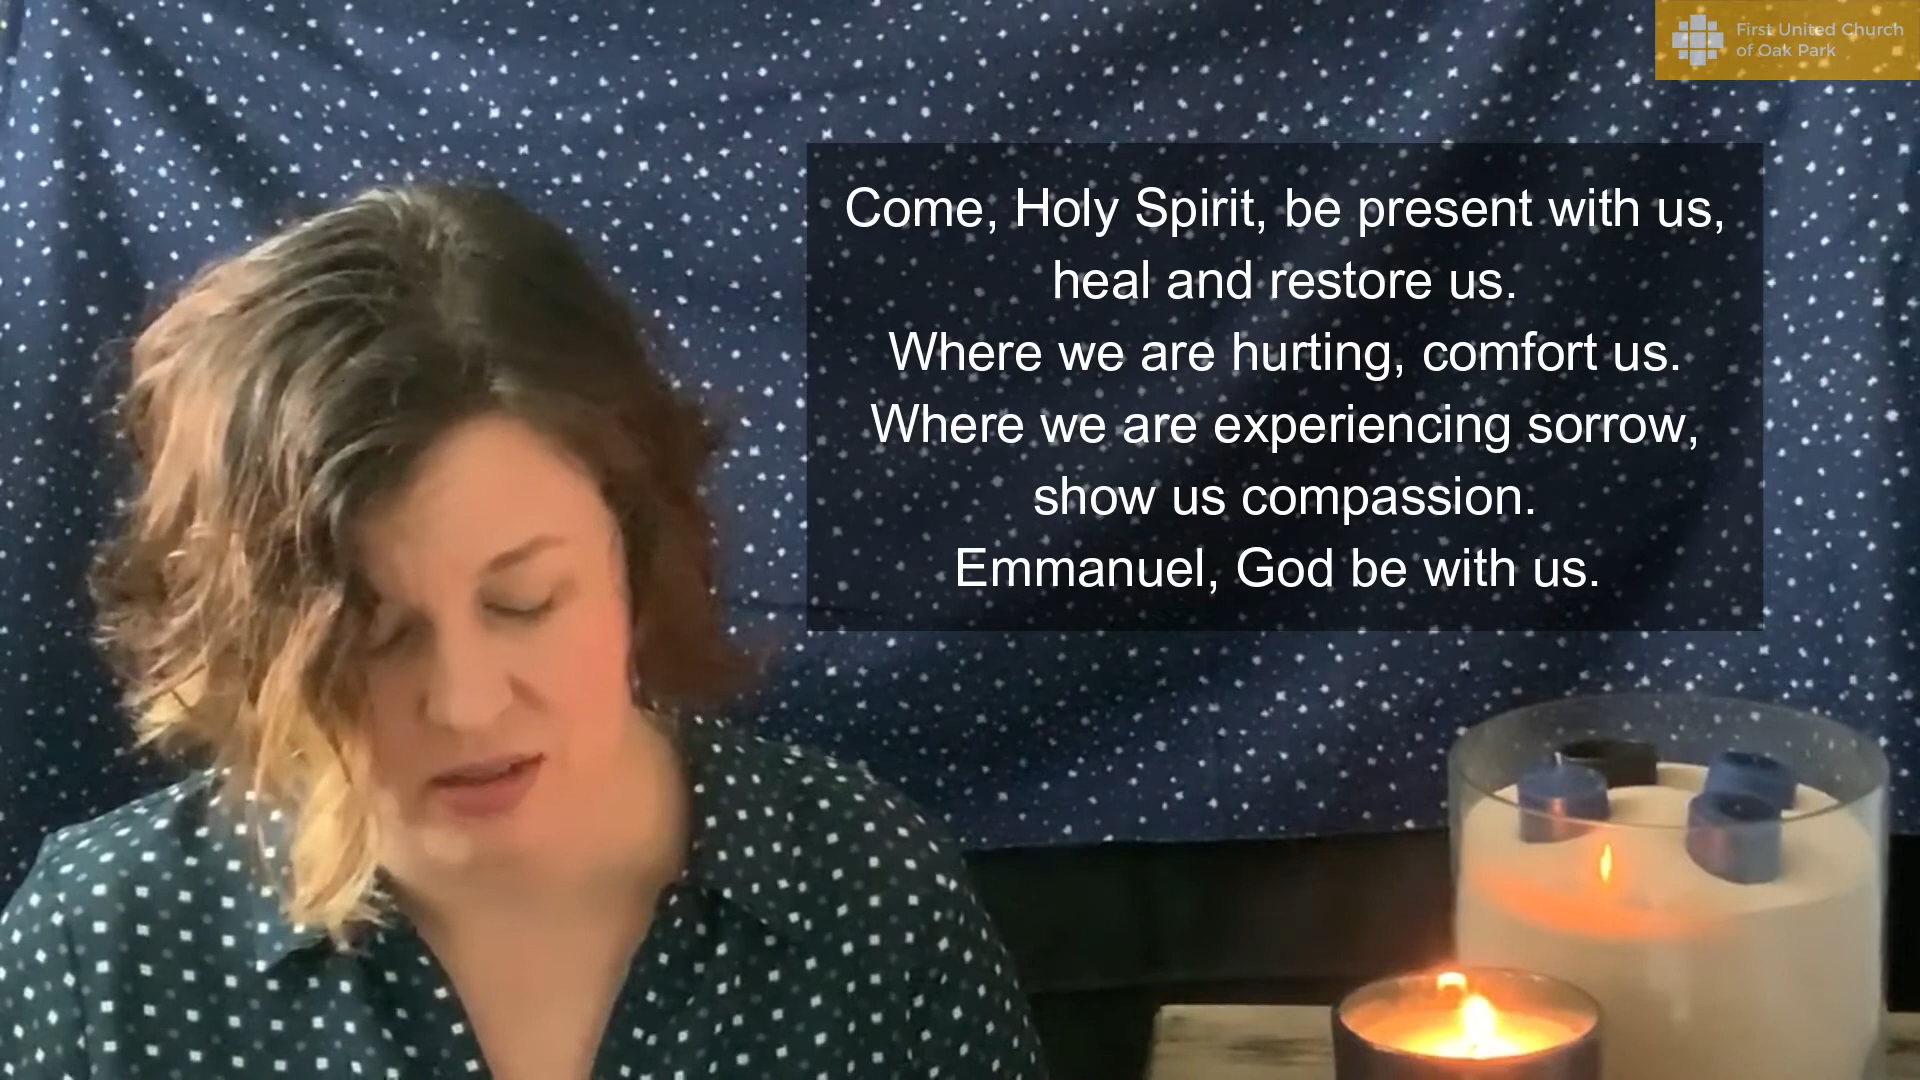 First United Church
of Oak Park
Come, Holy Spirit, be present with us,
heal and restore us.
Where we are hurting, comfort us.
Where we are experiencing sorrow,
show us compassion.
Emmanuel, God be with us.